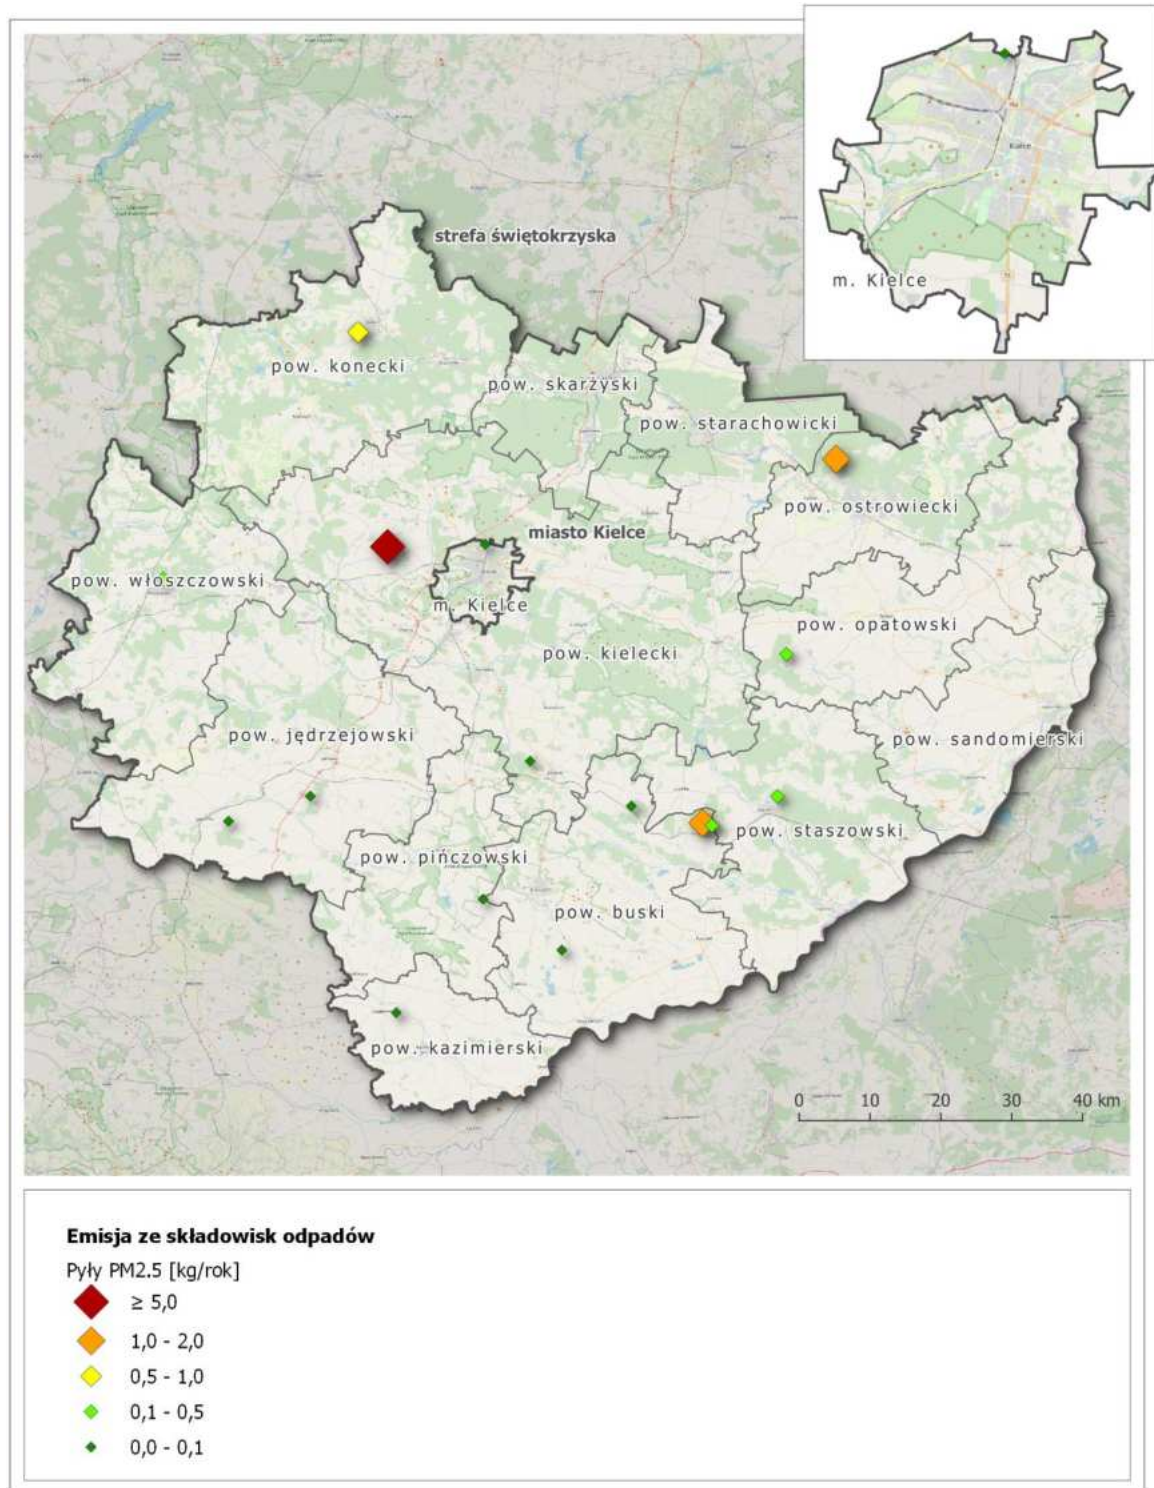 Kielce
m. Kielce
strefa świętokrzyska
pow. konecki
pow. skarżyski
pow. starachowicki
pow. ostrowiecki
miasto Kielce
pow. włoszczowski
m. Kielce
pow. opatowski
pow. kielecki
pow. jędrzejowski
pow. sandomierski
pow. staszowski
pow. pińczowski
pow. buski
pow. kazimierski
0 10 20 30 40 km
Emisja ze składowisk odpadów
Pyły PM2.5 [kg/rok]
≥ 5,0
1,0 - 2,0
0,5 - 1,0
0,1 - 0,5
0,0 - 0,1